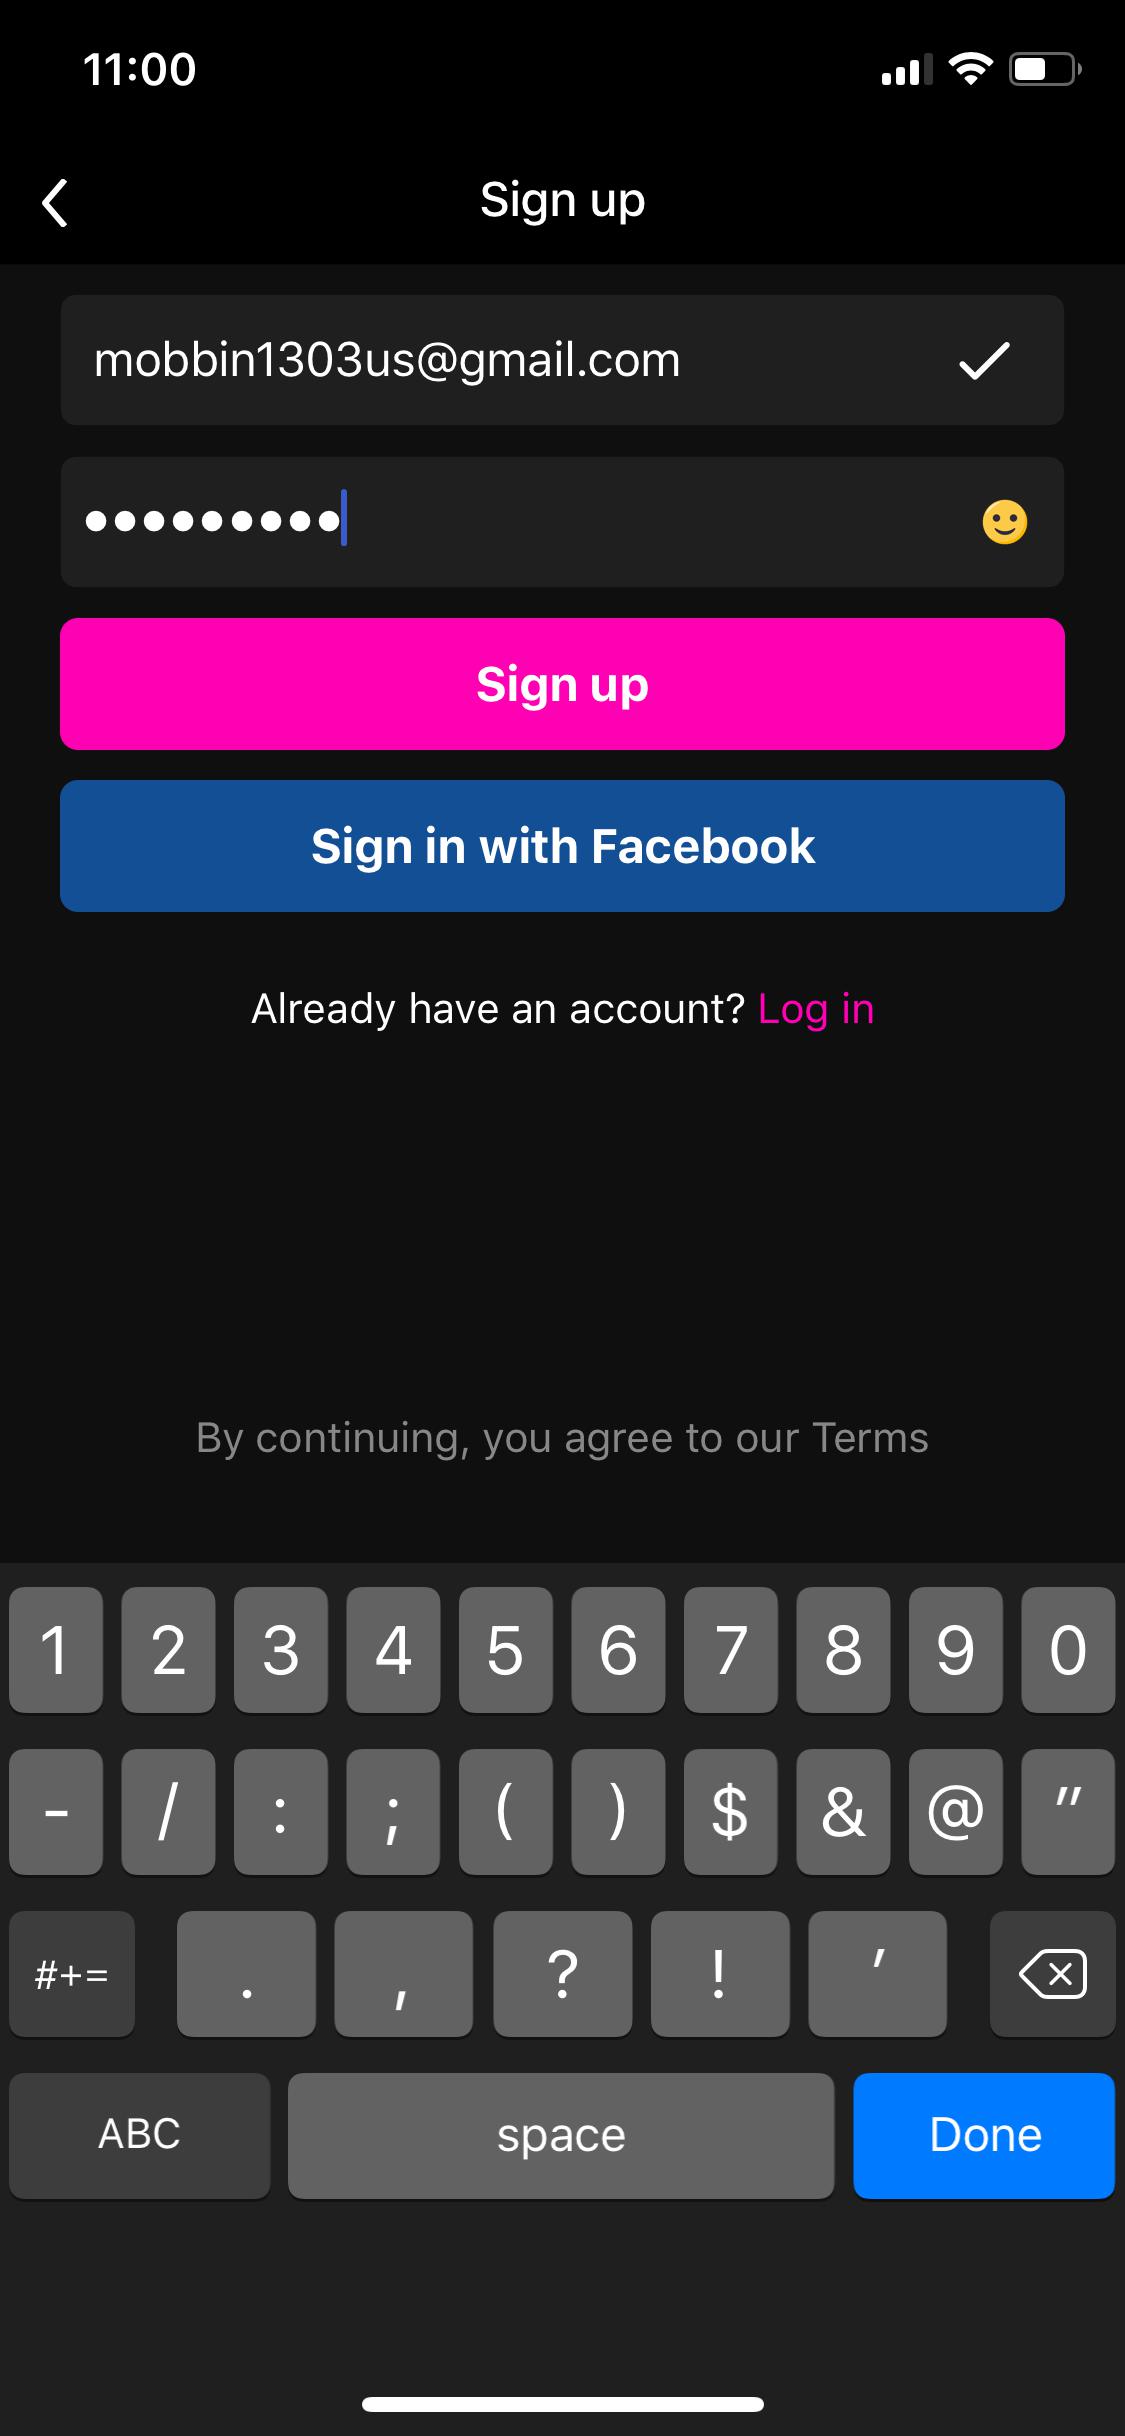 11:00
Sign up
mobbin1303us@gmail.com
•••••••••
Sign up
Sign in with Facebook
Already have an account? Log in
By continuing, you agree to our Terms
1 2 3 4 5 6 7 8 9 0
- / : ; ( ) $ & @ "
#+= . , ? ! '
ABC space Done